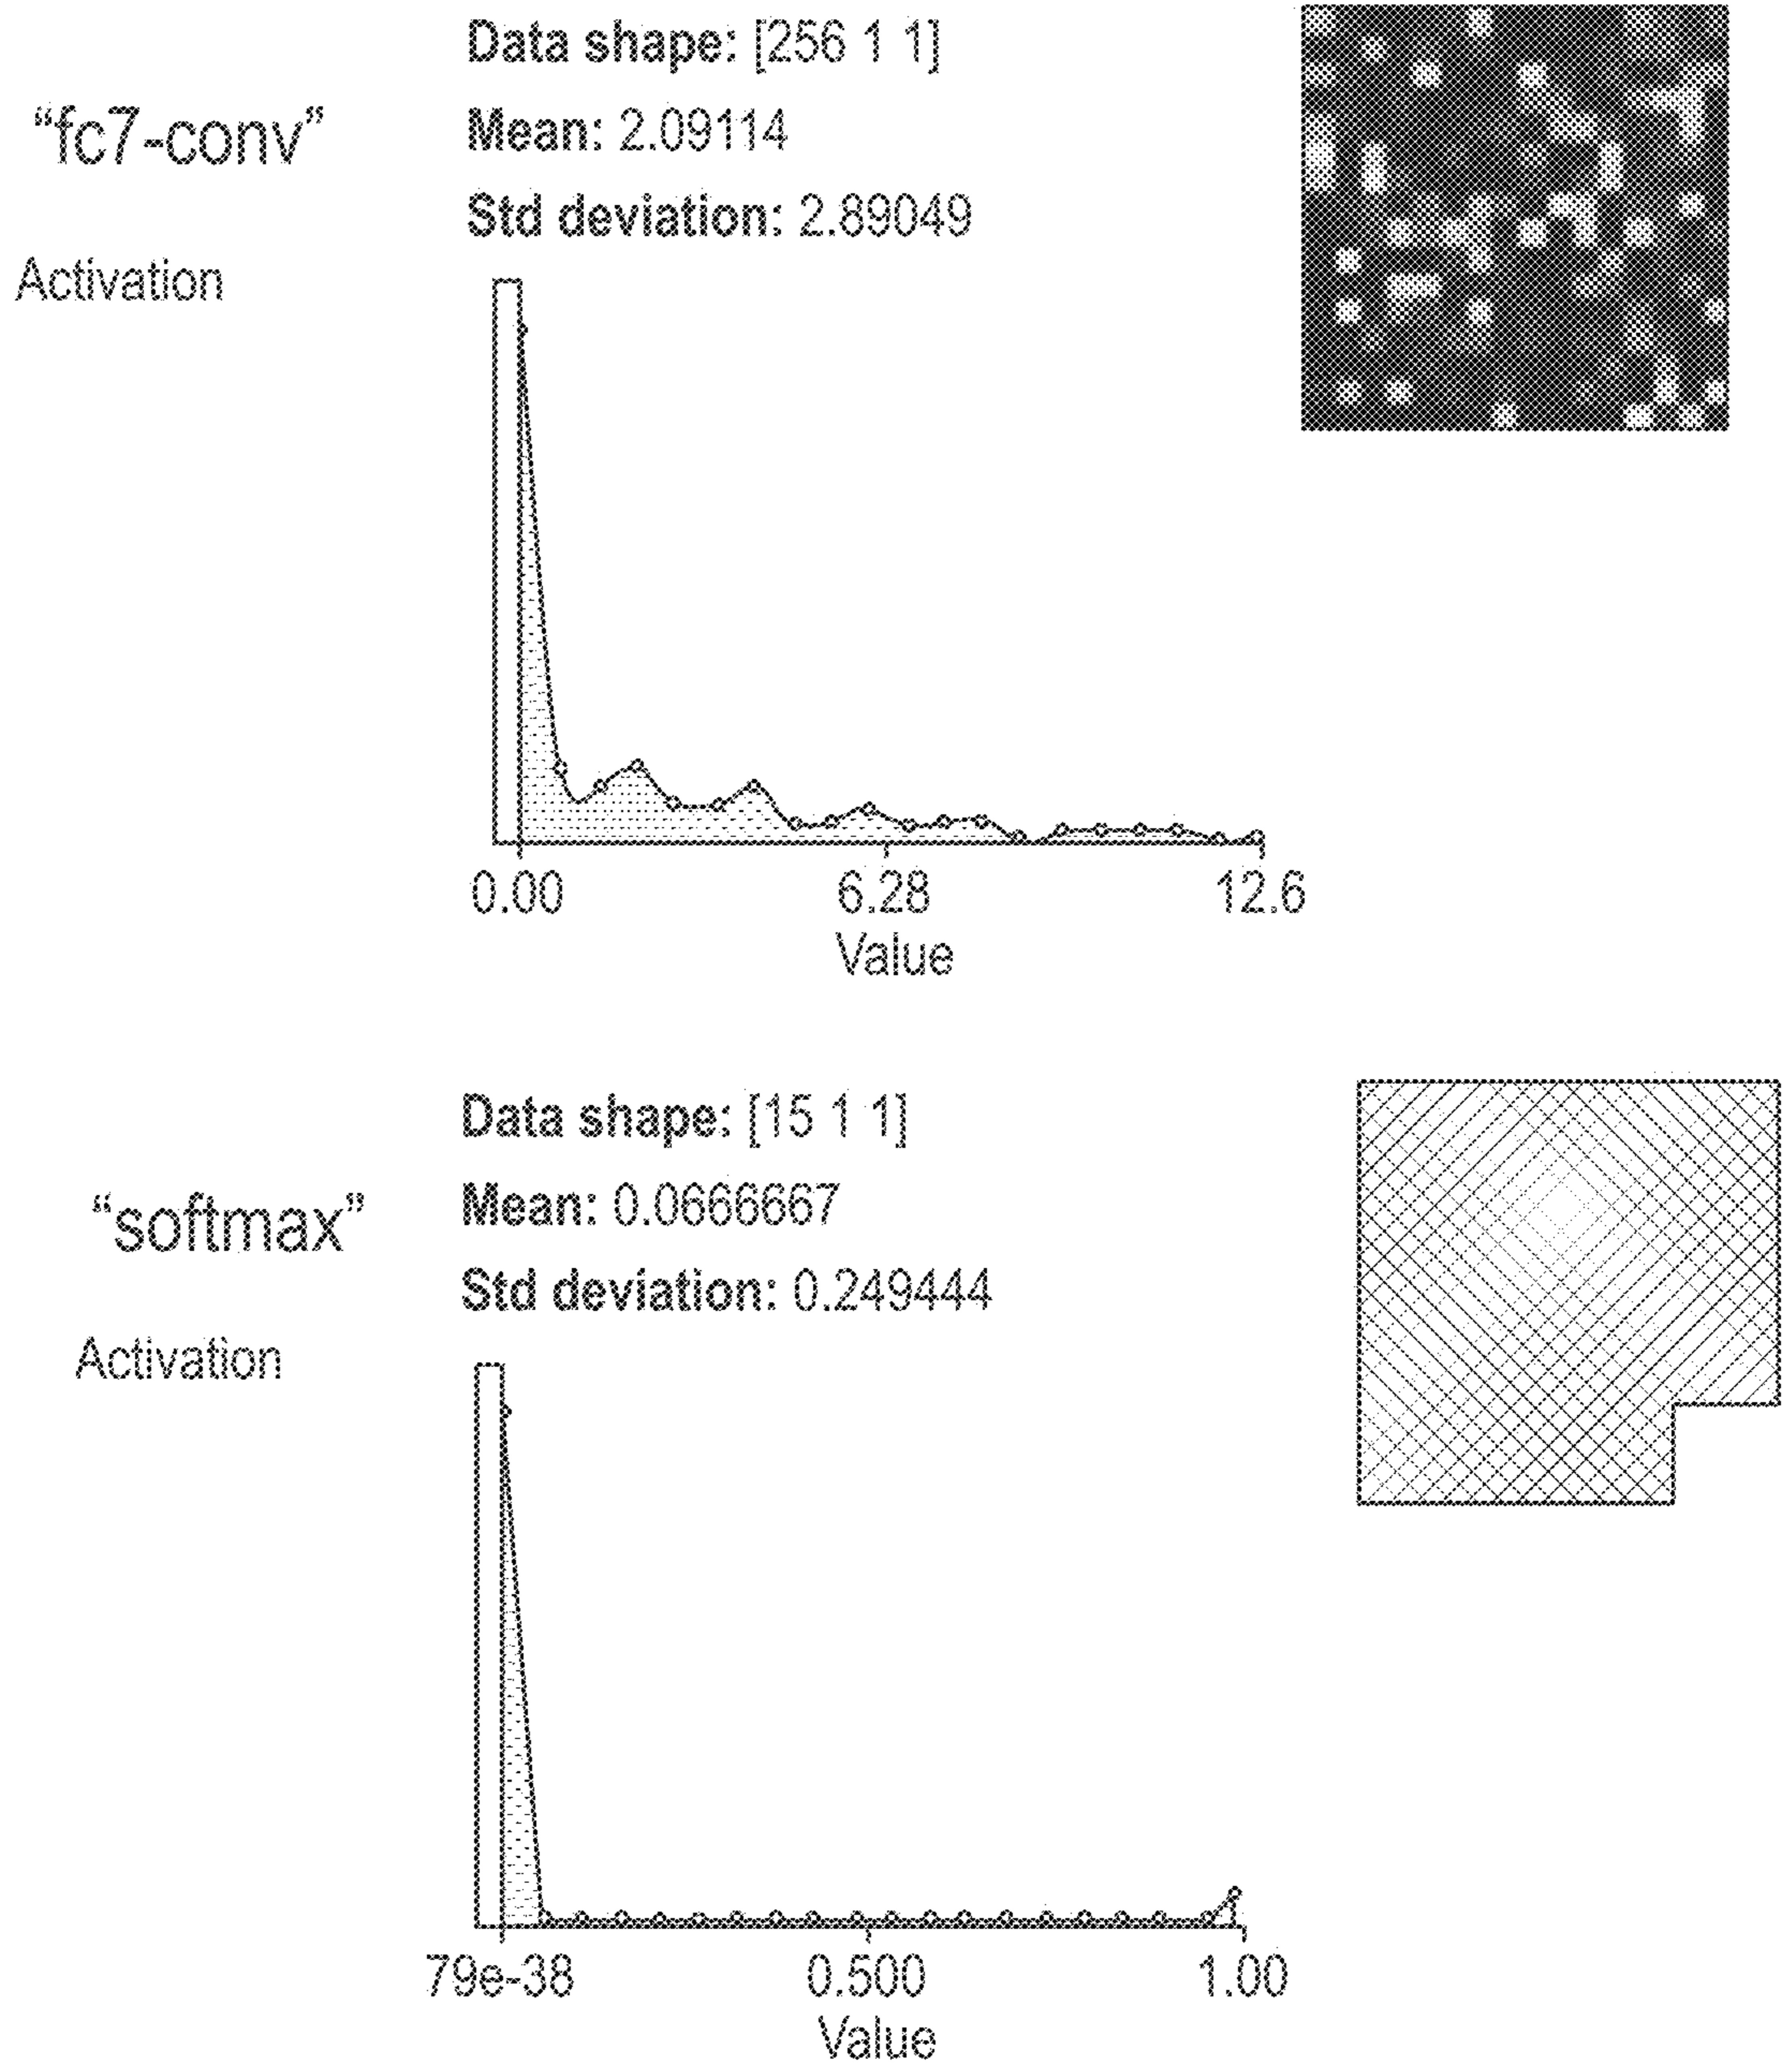 Data shape: [256 1 1]
“fc7-conv”
Mean: 2.09114
Std deviation: 2.89049
Activation
0.00 6.28 12.6
Value
Data shape: [15 1 1]
“softmax”
Mean: 0.0666667
Std deviation: 0.249444
Activation
79e-38 0.500 1.00
Value